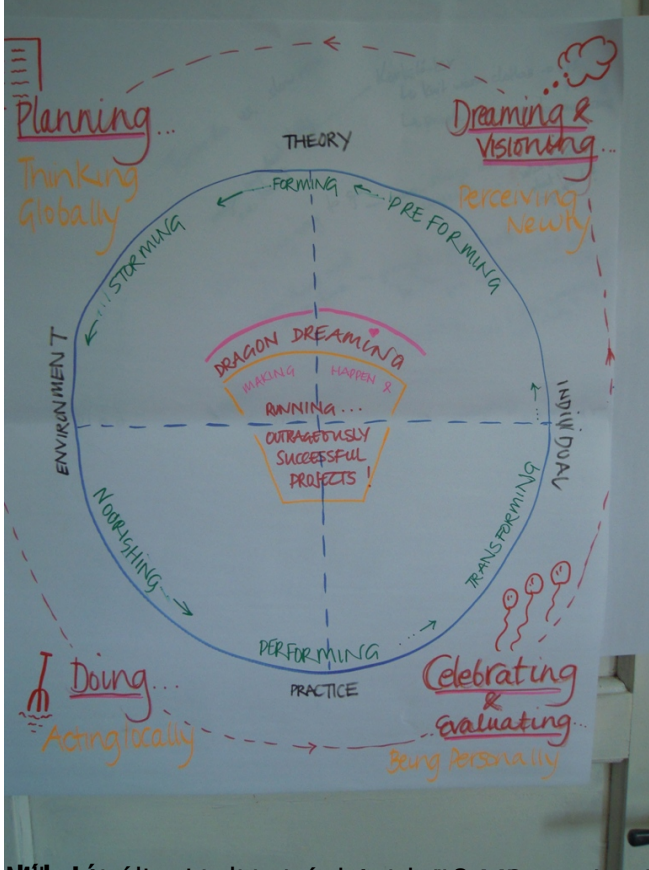 Planning...
Thinking
Globally
Dreaming &
Visioning...
Perceiving
Newly
THEORY
FORMING
PREFORMING
STORMING
ENVIRONMENT
INDIVIDUAL
DRAGON DREAMING
MAKING HAPPEN &
RUNNING...
OUTRAGEOUSLY
SUCCESSFUL
PROJECTS!
NOURISHING
TRANSFORMING
PERFORMING
PRACTICE
Doing...
Acting locally
Celebrating
&
Evaluating...
Being Personally